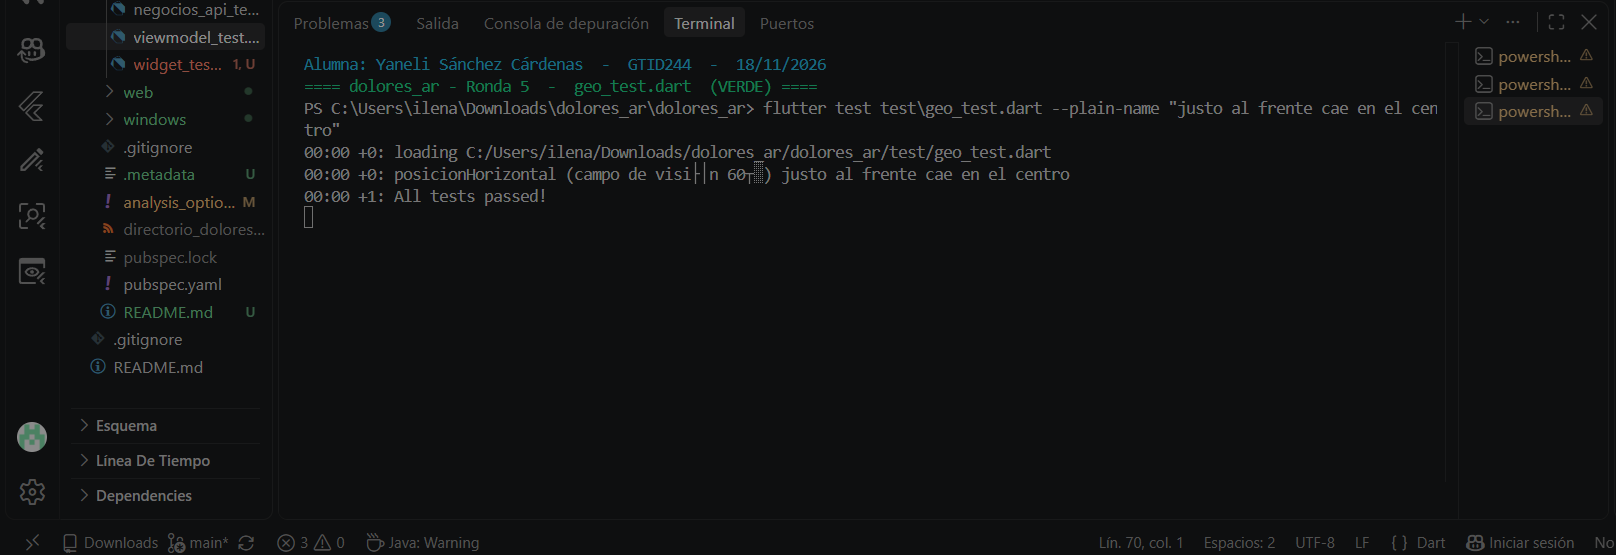 negocios_api_te...
viewmodel_test....
widget_tes... 1, U
web
windows
.gitignore
.metadata U
analysis_optio... M
directorio_dolores...
pubspec.lock
pubspec.yaml
README.md U
.gitignore
README.md
Esquema
Línea De Tiempo
Dependencies
Problemas 3 Salida Consola de depuración Terminal Puertos
Alumna: Yaneli Sánchez Cárdenas - GTID244 - 18/11/2026
==== dolores_ar - Ronda 5 - geo_test.dart (VERDE) ====
PS C:\Users\ilena\Downloads\dolores_ar\dolores_ar> flutter test test\geo_test.dart --plain-name "justo al frente cae en el cen
tro"
00:00 +0: loading C:/Users/ilena/Downloads/dolores_ar/dolores_ar/test/geo_test.dart
00:00 +0: posicionHorizontal (campo de visi├│n 60┬░) justo al frente cae en el centro
00:00 +1: All tests passed!
powersh...
powersh...
powersh...
Downloads main* 3 0 Java: Warning Lín. 70, col. 1 Espacios: 2 UTF-8 LF { } Dart Iniciar sesión No